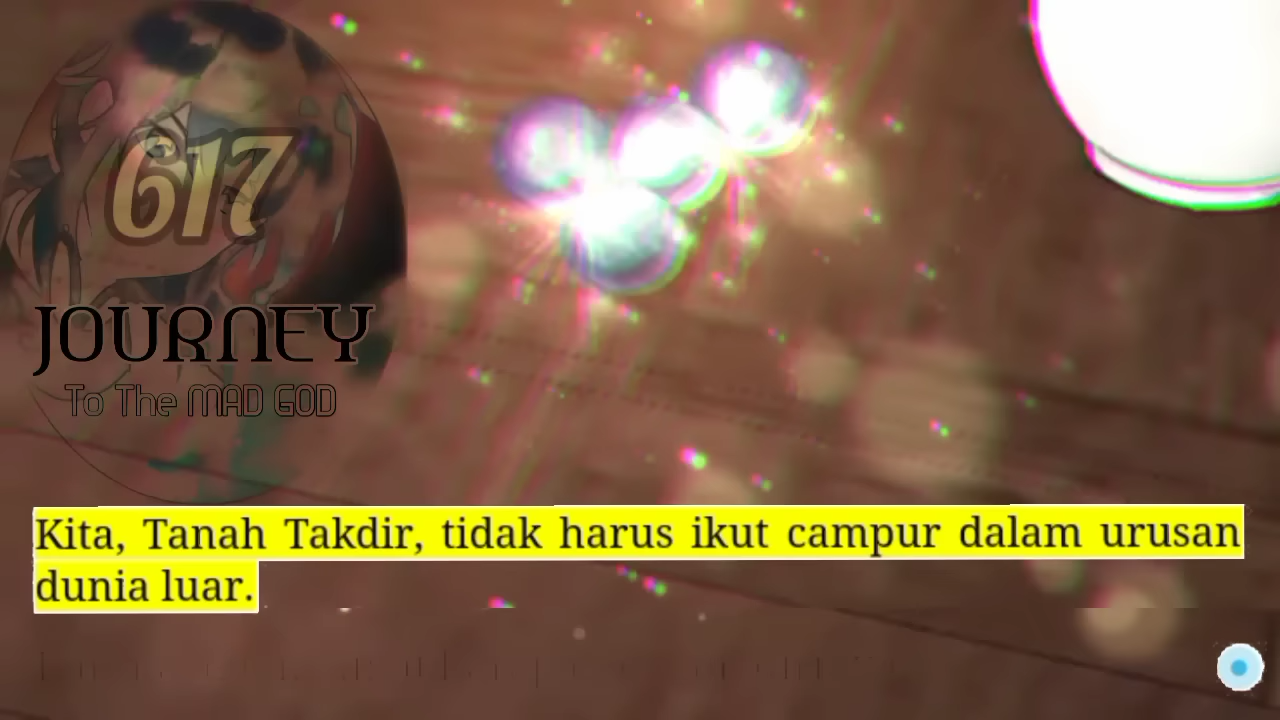 617
JOURNEY
To The MAD GOD
Kita, Tanah Takdir, tidak harus ikut campur dalam urusan
dunia luar.